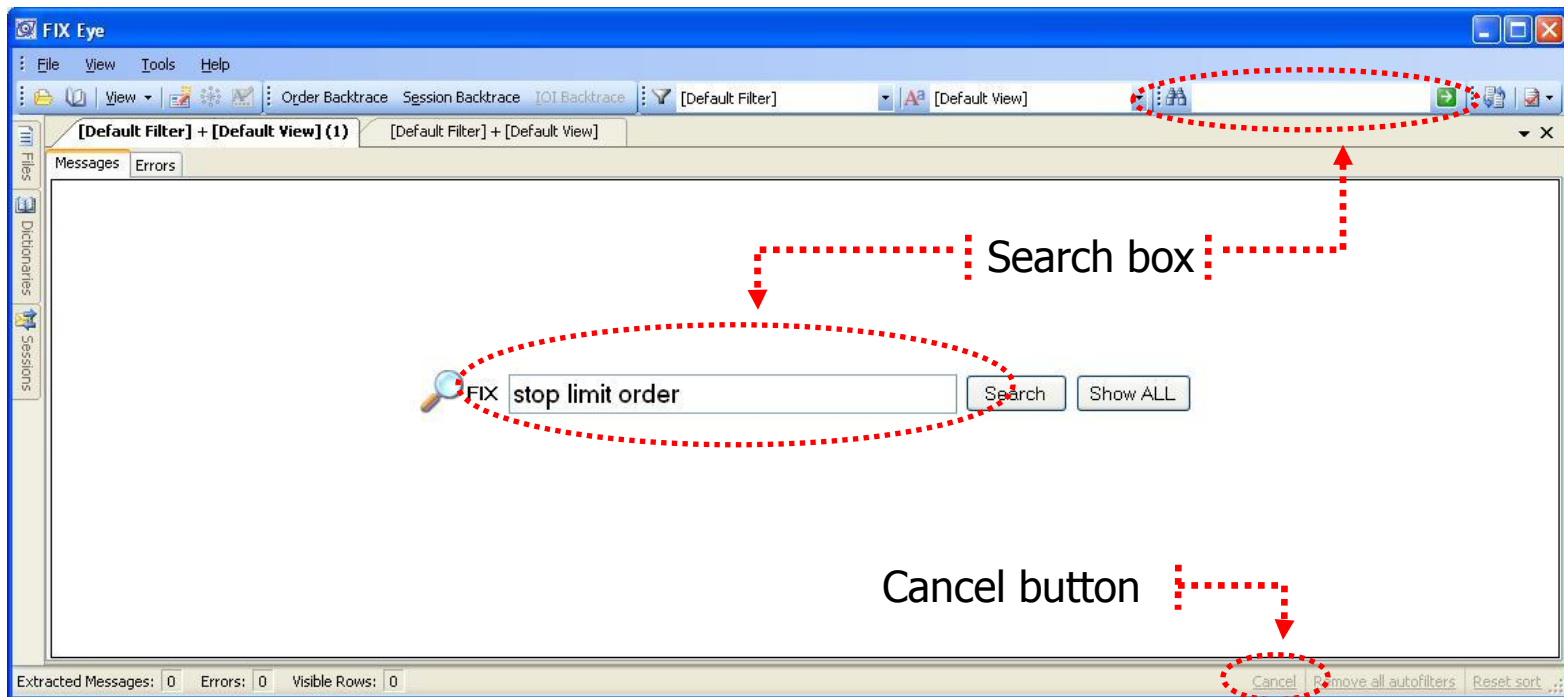 FIX Eye
File View Tools Help
View Order Backtrace Session Backtrace IOI Backtrace [Default Filter] Aa [Default View]
[Default Filter] + [Default View] (1) [Default Filter] + [Default View]
Messages Errors
Files
Dictionaries
Sessions
Search box
FIX stop limit order Search Show ALL
Cancel button
Extracted Messages: 0 Errors: 0 Visible Rows: 0 Cancel Remove all autofilters Reset sort